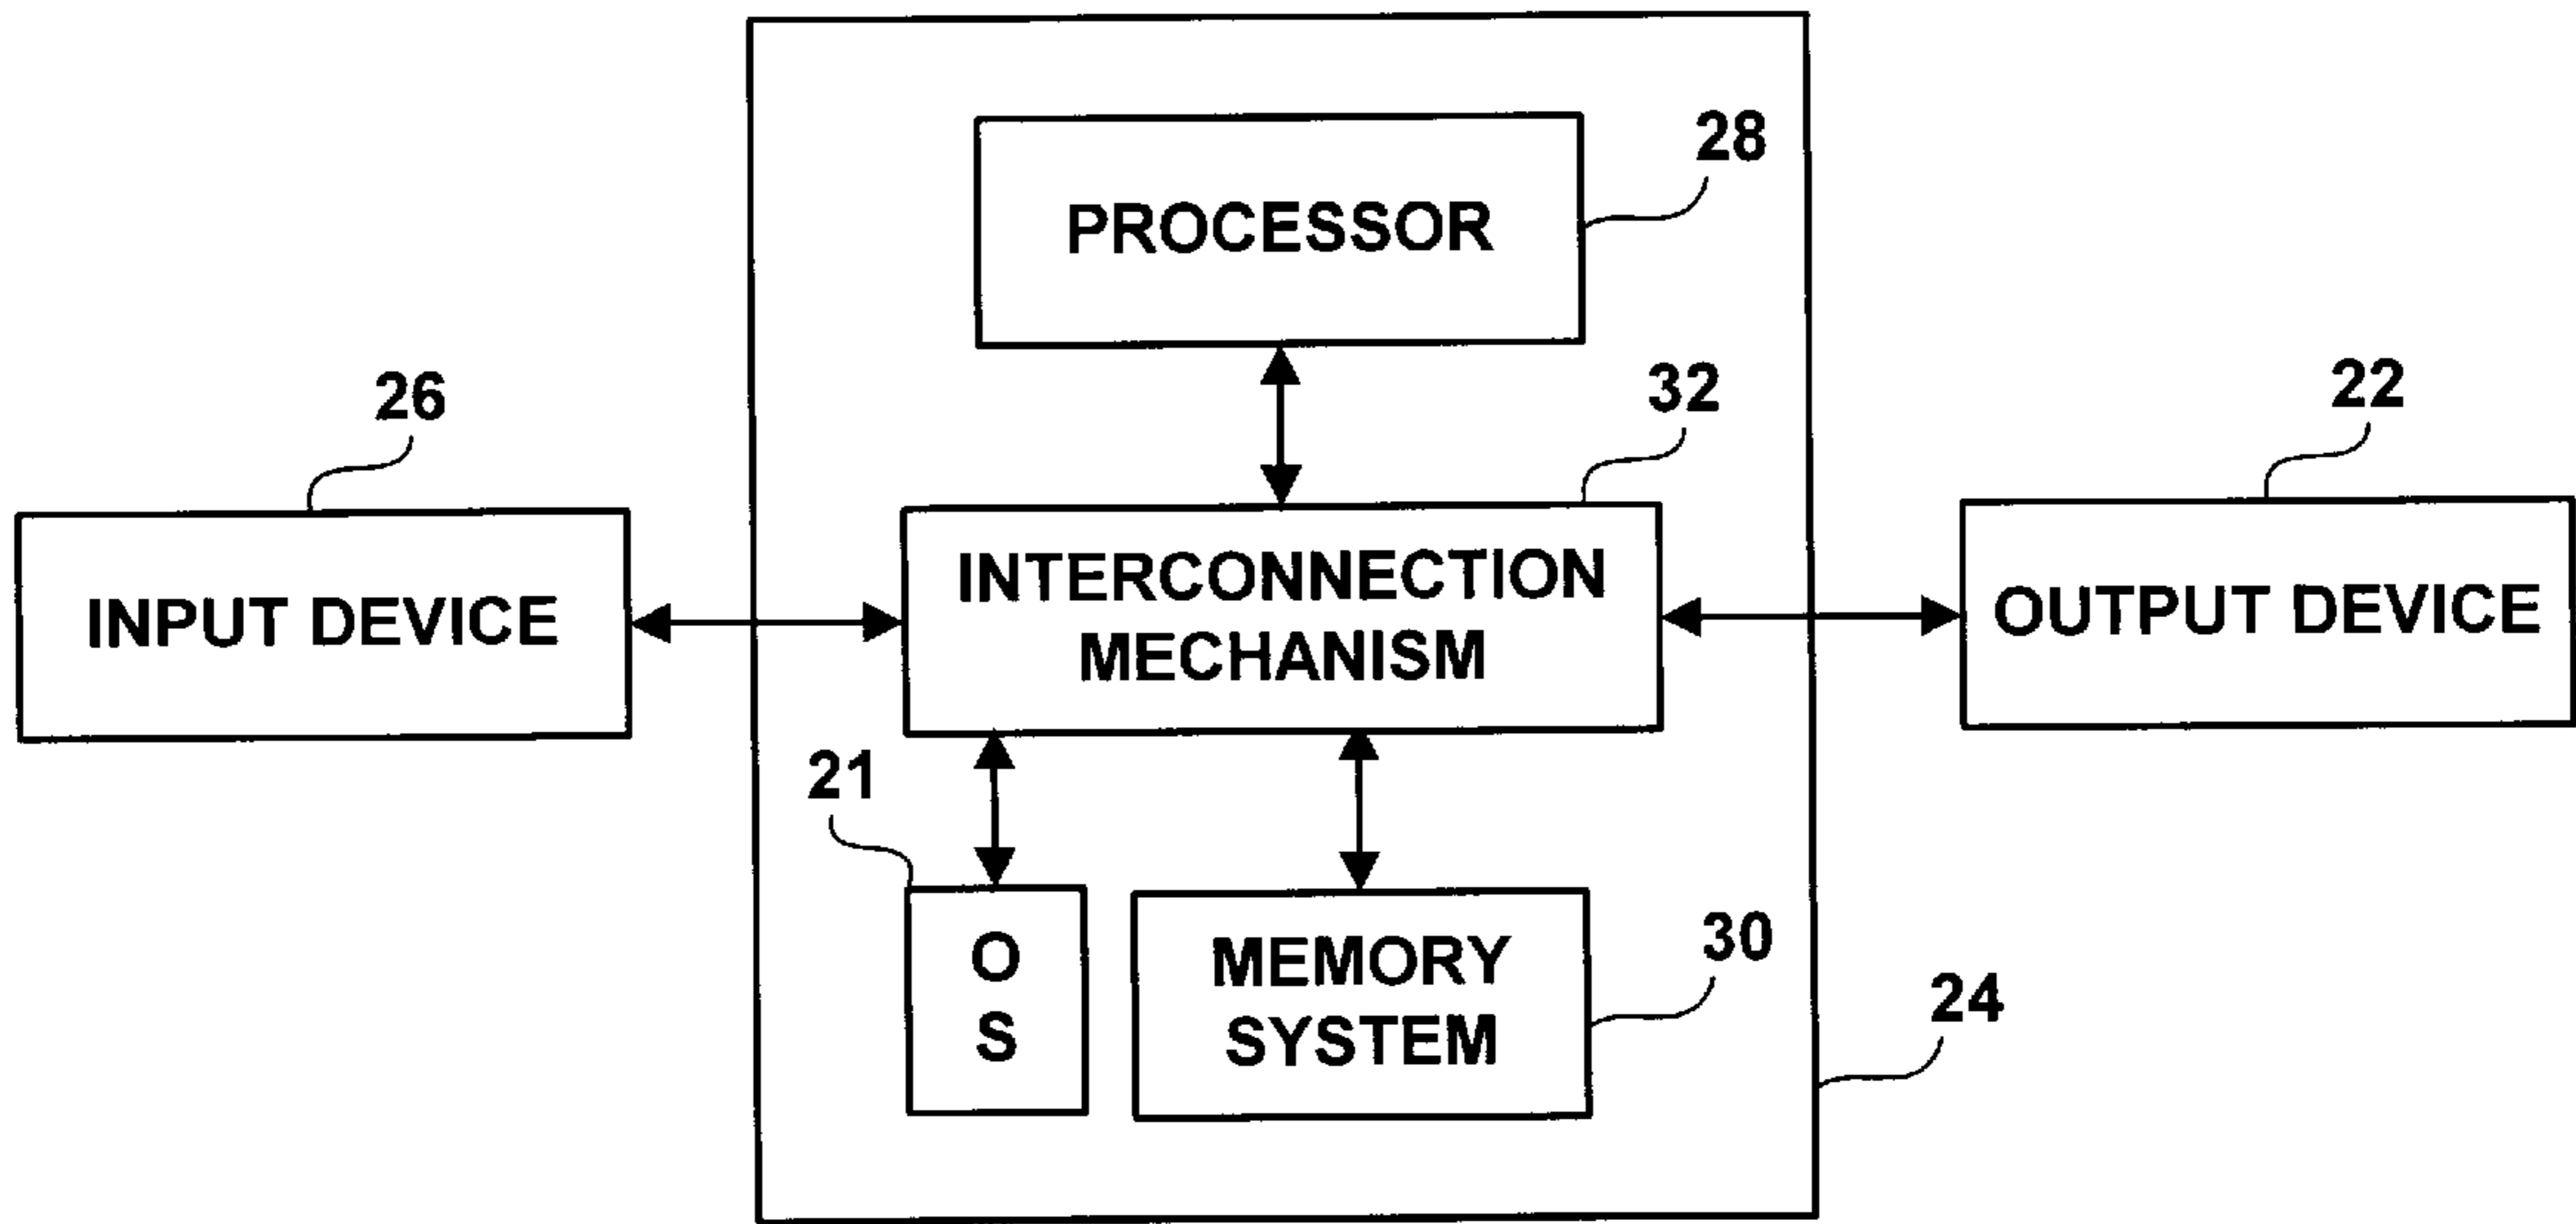 28
PROCESSOR
26
32
22
INPUT DEVICE
INTERCONNECTION
MECHANISM
OUTPUT DEVICE
21
O
S
MEMORY
SYSTEM
30
24